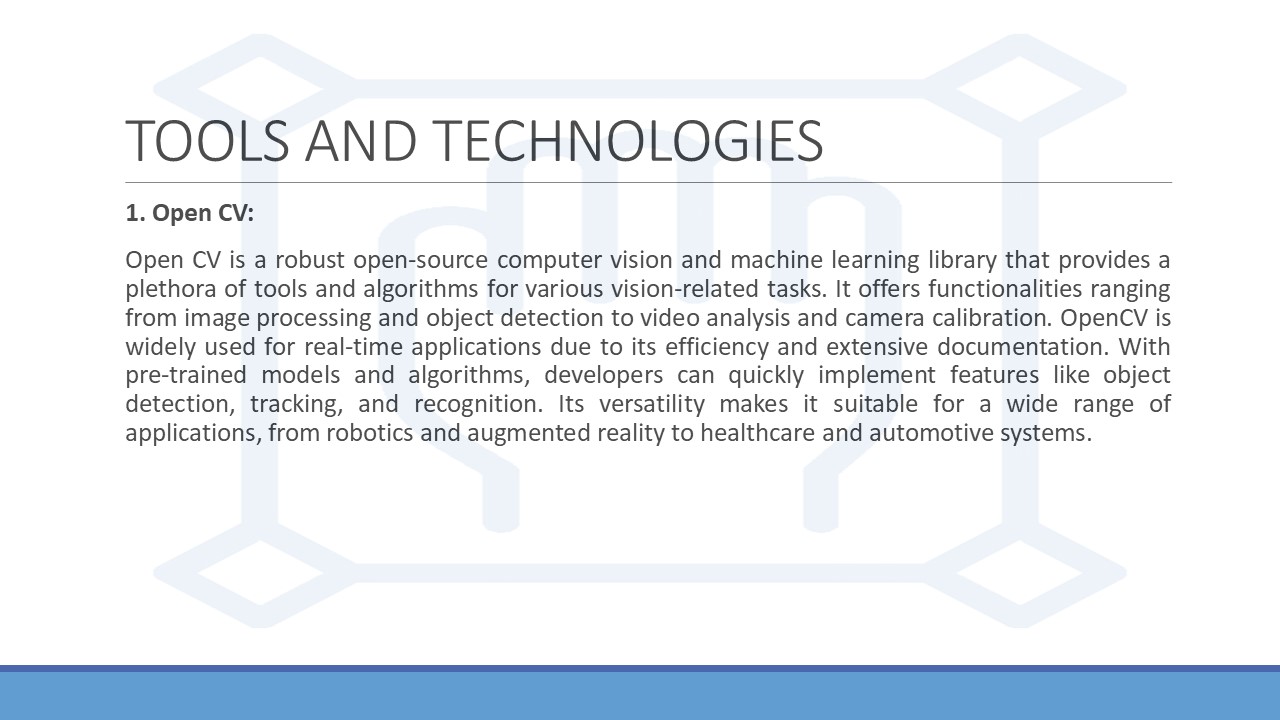 TOOLS AND TECHNOLOGIES
1. Open CV:
Open CV is a robust open-source computer vision and machine learning library that provides a
plethora of tools and algorithms for various vision-related tasks. It offers functionalities ranging
from image processing and object detection to video analysis and camera calibration. OpenCV is
widely used for real-time applications due to its efficiency and extensive documentation. With
pre-trained models and algorithms, developers can quickly implement features like object
detection, tracking, and recognition. Its versatility makes it suitable for a wide range of
applications, from robotics and augmented reality to healthcare and automotive systems.